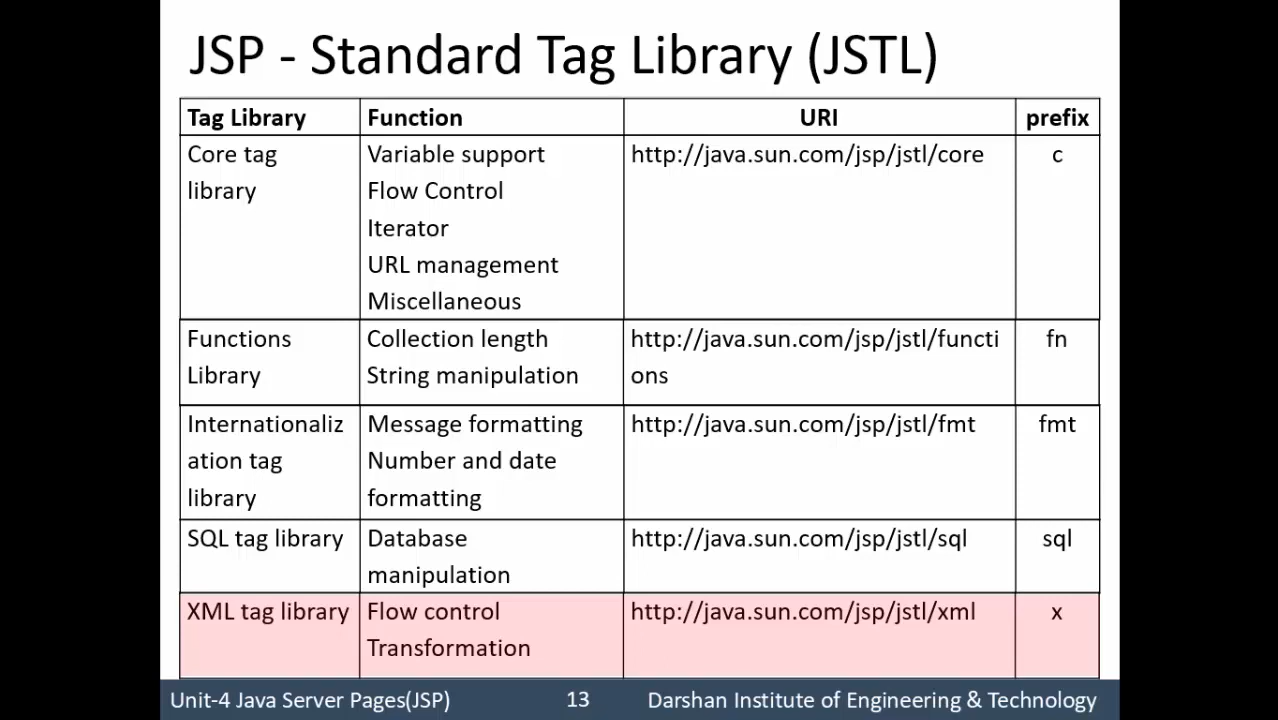 JSP - Standard Tag Library (JSTL)
Tag Library Function URI prefix
Core tag library Variable support http://java.sun.com/jsp/jstl/core c
Flow Control
Iterator
URL management
Miscellaneous
Functions Library Collection length http://java.sun.com/jsp/jstl/functi fn
String manipulation ons
Internationaliz Message formatting http://java.sun.com/jsp/jstl/fmt fmt
ation tag Number and date
library formatting
SQL tag library Database http://java.sun.com/jsp/jstl/sql sql
manipulation
XML tag library Flow control http://java.sun.com/jsp/jstl/xml x
Transformation
Unit-4 Java Server Pages(JSP) 13 Darshan Institute of Engineering & Technology